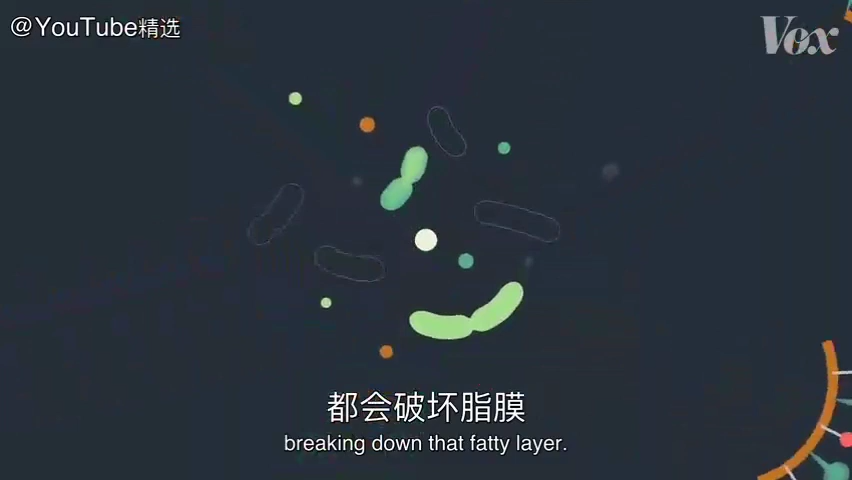 @YouTube精选
Vox
都会破坏脂膜
breaking down that fatty layer.